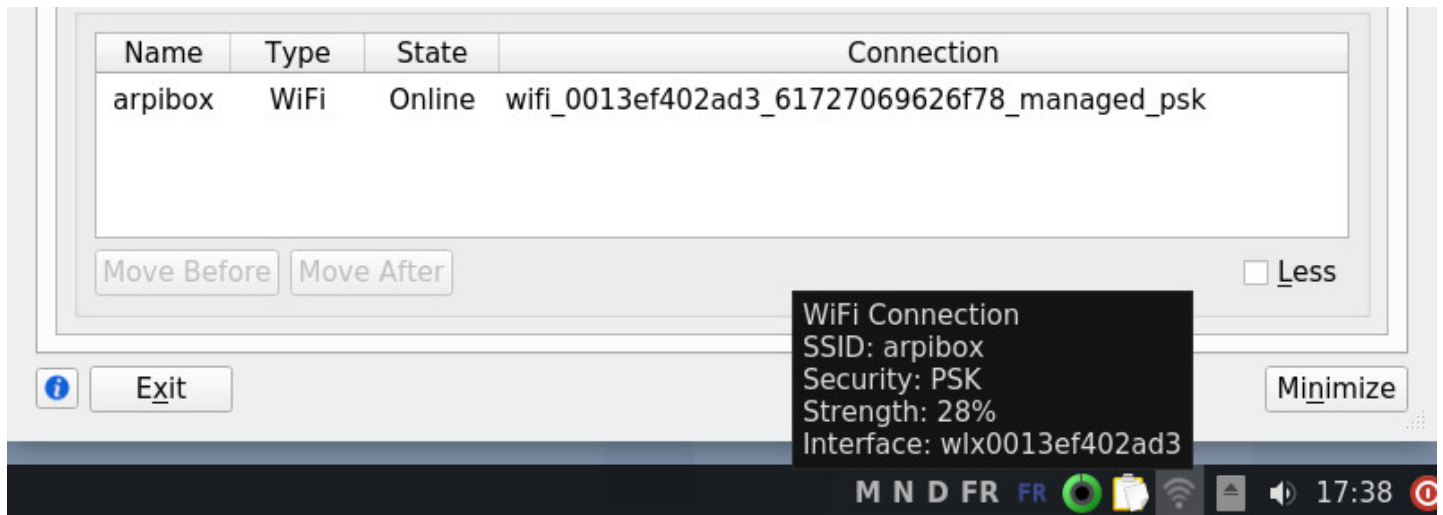 Name Type State Connection
arpibox WiFi Online wifi_0013ef402ad3_61727069626f78_managed_psk
Move Before Move After Less
WiFi Connection
SSID: arpibox
Security: PSK
Strength: 28%
Interface: wlx0013ef402ad3
Exit Minimize
M N D FR FR 17:38